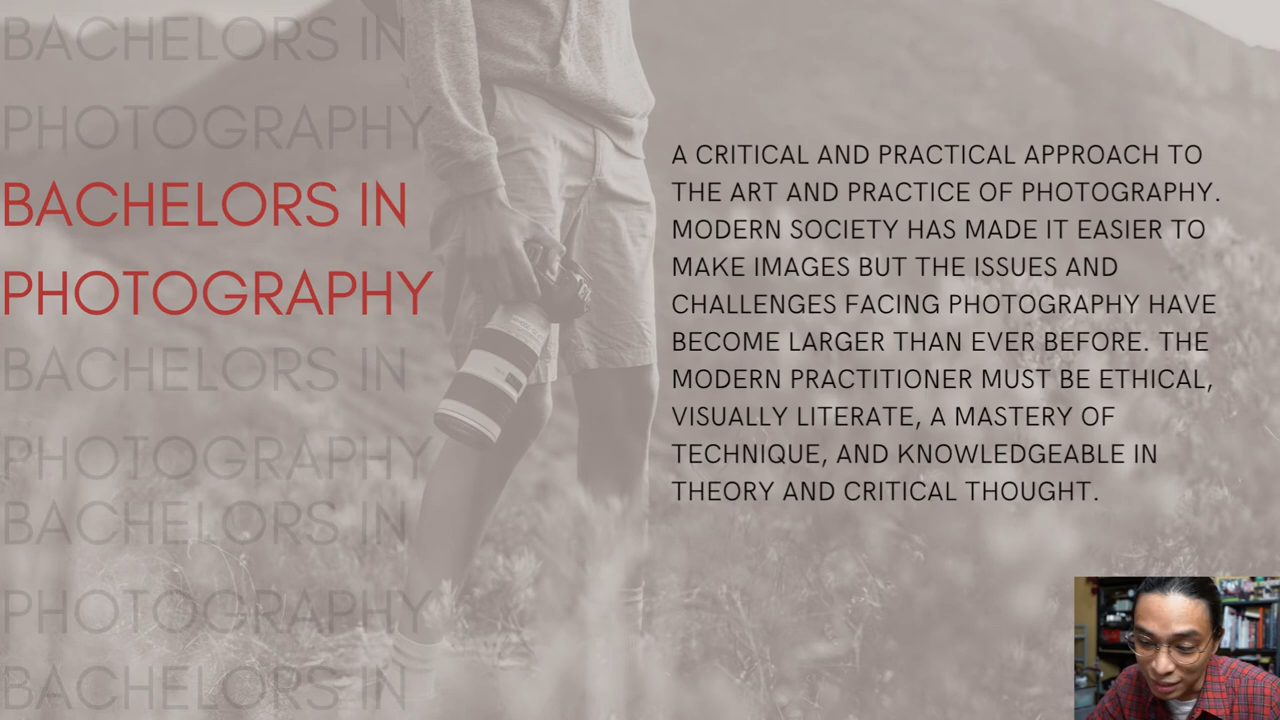 BACHELORS IN
PHOTOGRAPHY
BACHELORS IN
PHOTOGRAPHY
BACHELORS IN
PHOTOGRAPHY
BACHELORS IN
PHOTOGRAPHY
BACHELORS IN
A CRITICAL AND PRACTICAL APPROACH TO
THE ART AND PRACTICE OF PHOTOGRAPHY.
MODERN SOCIETY HAS MADE IT EASIER TO
MAKE IMAGES BUT THE ISSUES AND
CHALLENGES FACING PHOTOGRAPHY HAVE
BECOME LARGER THAN EVER BEFORE. THE
MODERN PRACTITIONER MUST BE ETHICAL,
VISUALLY LITERATE, A MASTERY OF
TECHNIQUE, AND KNOWLEDGEABLE IN
THEORY AND CRITICAL THOUGHT.